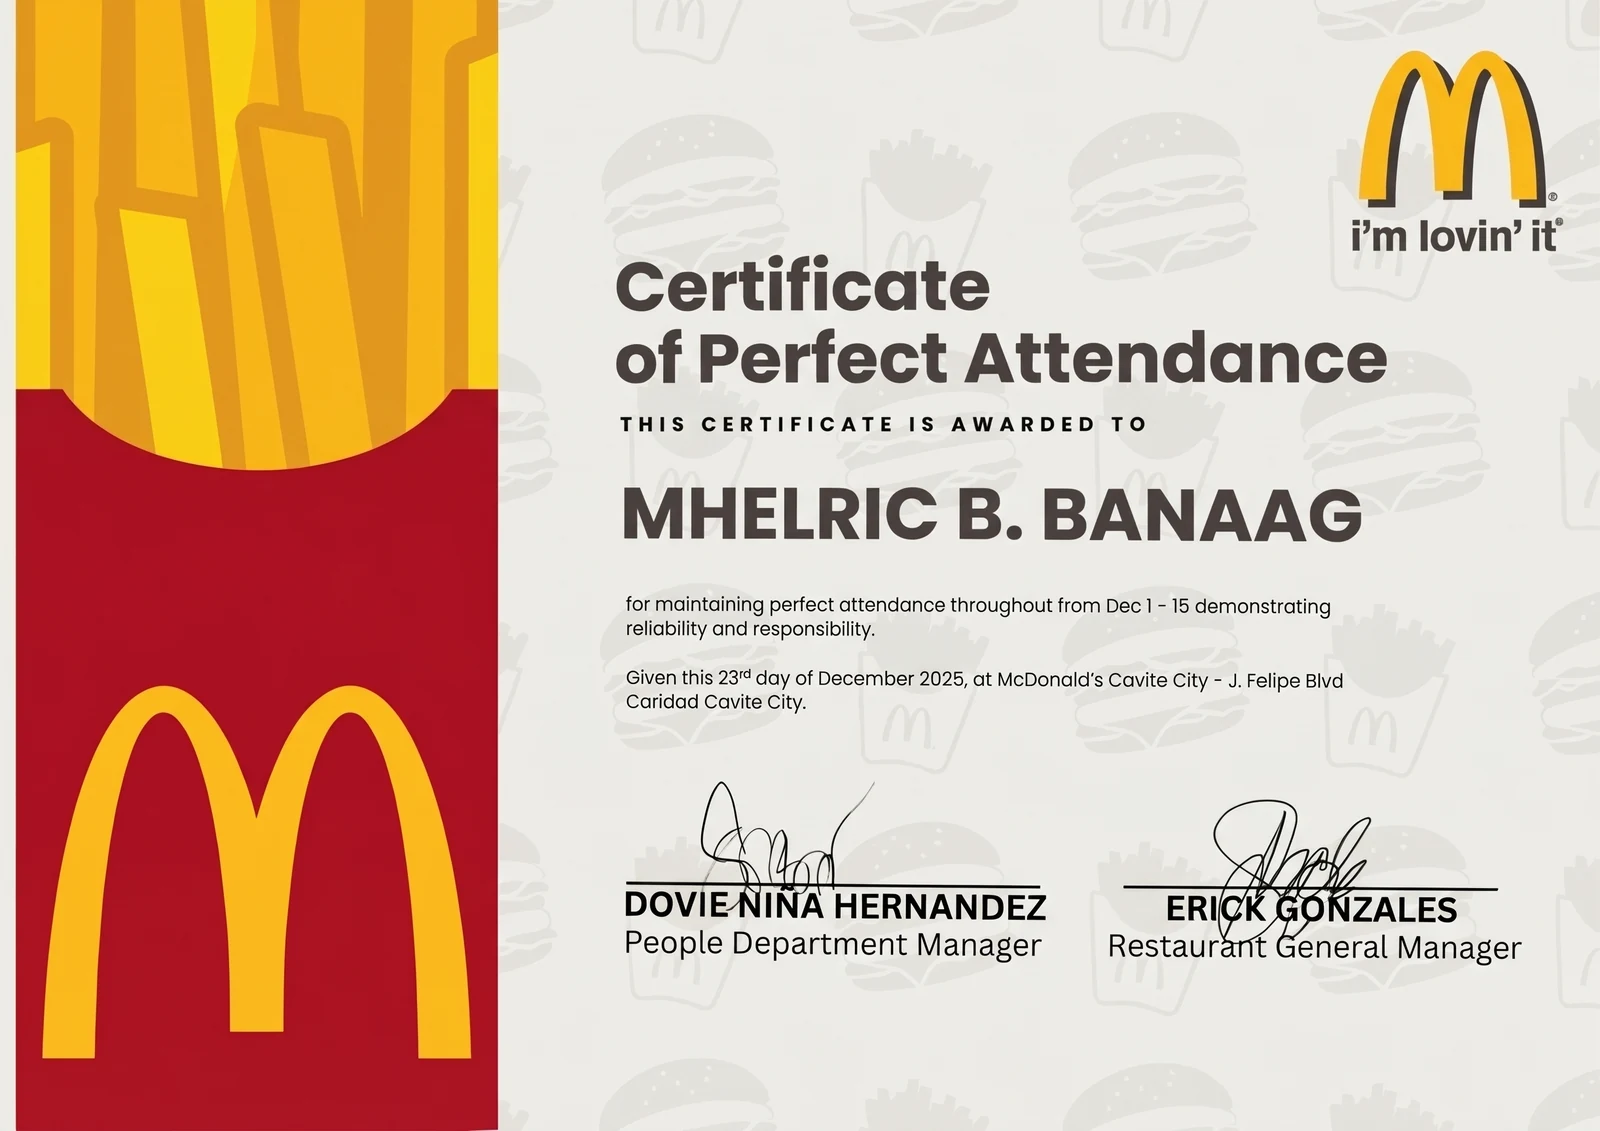 i'm lovin' it®
Certificate
of Perfect Attendance
THIS CERTIFICATE IS AWARDED TO
MHELRIC B. BANAAG
for maintaining perfect attendance throughout from Dec 1 - 15 demonstrating
reliability and responsibility.
Given this 23rd day of December 2025, at McDonald's Cavite City - J. Felipe Blvd
Caridad Cavite City.
DOVIE NIÑA HERNANDEZ
People Department Manager
ERICK GONZALES
Restaurant General Manager